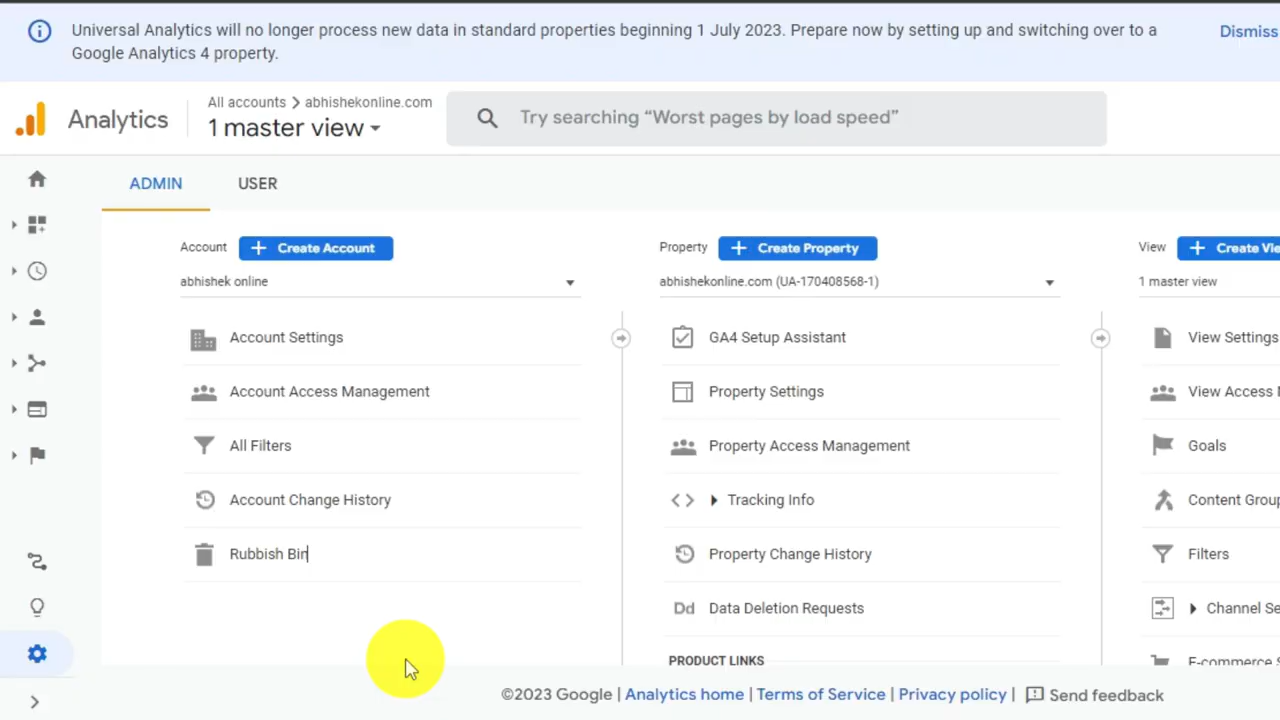 Universal Analytics will no longer process new data in standard properties beginning 1 July 2023. Prepare now by setting up and switching over to a
Google Analytics 4 property.
Dismiss
Analytics
All accounts > abhishekonline.com
1 master view
Try searching “Worst pages by load speed”
ADMIN
USER
Account
+ Create Account
abhishek online
Account Settings
Account Access Management
All Filters
Account Change History
Rubbish Bin
Property
+ Create Property
abhishekonline.com (UA-170408568-1)
GA4 Setup Assistant
Property Settings
Property Access Management
<> Tracking Info
Property Change History
Dd Data Deletion Requests
PRODUCT LINKS
View
+ Create Vie
1 master view
View Settings
View Access
Goals
Content Group
Filters
Channel Se
E-commerce S
©2023 Google | Analytics home | Terms of Service | Privacy policy | Send feedback